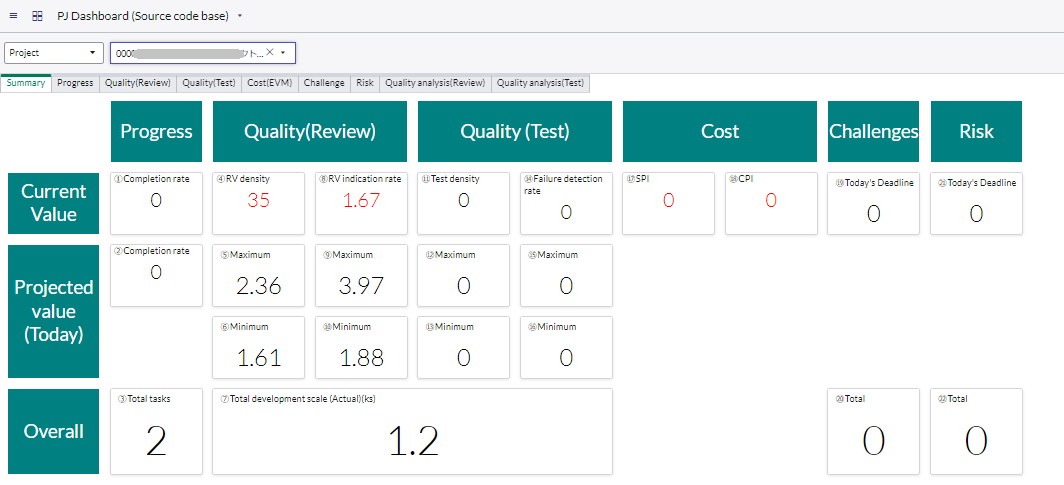 PJ Dashboard (Source code base)
Project
000
ト...
Summary Progress Quality(Review) Quality(Test) Cost(EVM) Challenge Risk Quality analysis(Review) Quality analysis(Test)
Progress Quality(Review) Quality (Test) Cost Challenges Risk
Current
Value
①Completion rate
0
④RV density
35
⑧RV indication rate
1.67
⑪Test density
0
⑭Failure detection
rate
0
⑰SPI
0
⑱CPI
0
⑲Today's Deadline
0
㉑Today's Deadline
0
Projected
value
(Today)
②Completion rate
0
⑤Maximum
2.36
⑨Maximum
3.97
⑫Maximum
0
⑮Maximum
0
⑥Minimum
1.61
⑩Minimum
1.88
⑬Minimum
0
⑯Minimum
0
Overall
③Total tasks
2
⑦Total development scale (Actual)(ks)
1.2
⑳Total
0
㉒Total
0